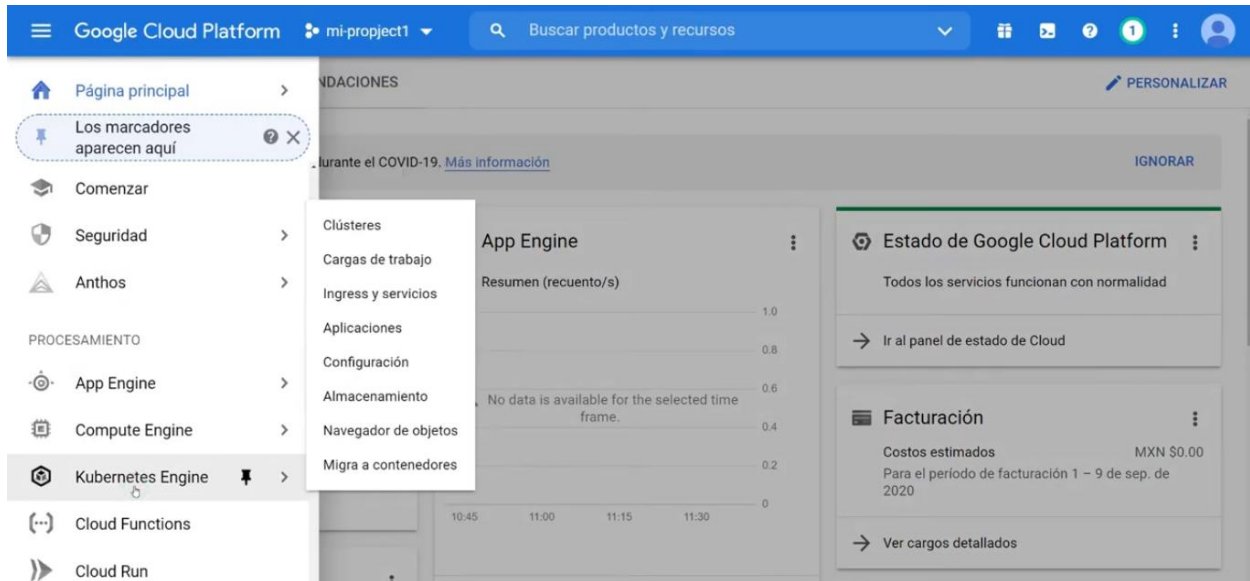 Google Cloud Platform
mi-propject1
Buscar productos y recursos
1
Página principal
Los marcadores
aparecen aquí
Comenzar
Seguridad
Anthos
PROCESAMIENTO
App Engine
Compute Engine
Kubernetes Engine
Cloud Functions
Cloud Run
Clústeres
Cargas de trabajo
Ingress y servicios
Aplicaciones
Configuración
Almacenamiento
Navegador de objetos
Migra a contenedores
PERSONALIZAR
durante el COVID-19. Más información
IGNORAR
App Engine
Resumen (recuento/s)
1.0
0.8
0.6
No data is available for the selected time
frame.
0.4
0.2
0
10:45 11:00 11:15 11:30
Estado de Google Cloud Platform
Todos los servicios funcionan con normalidad
Ir al panel de estado de Cloud
Facturación
Costos estimados MXN $0.00
Para el período de facturación 1 – 9 de sep. de
2020
Ver cargos detallados